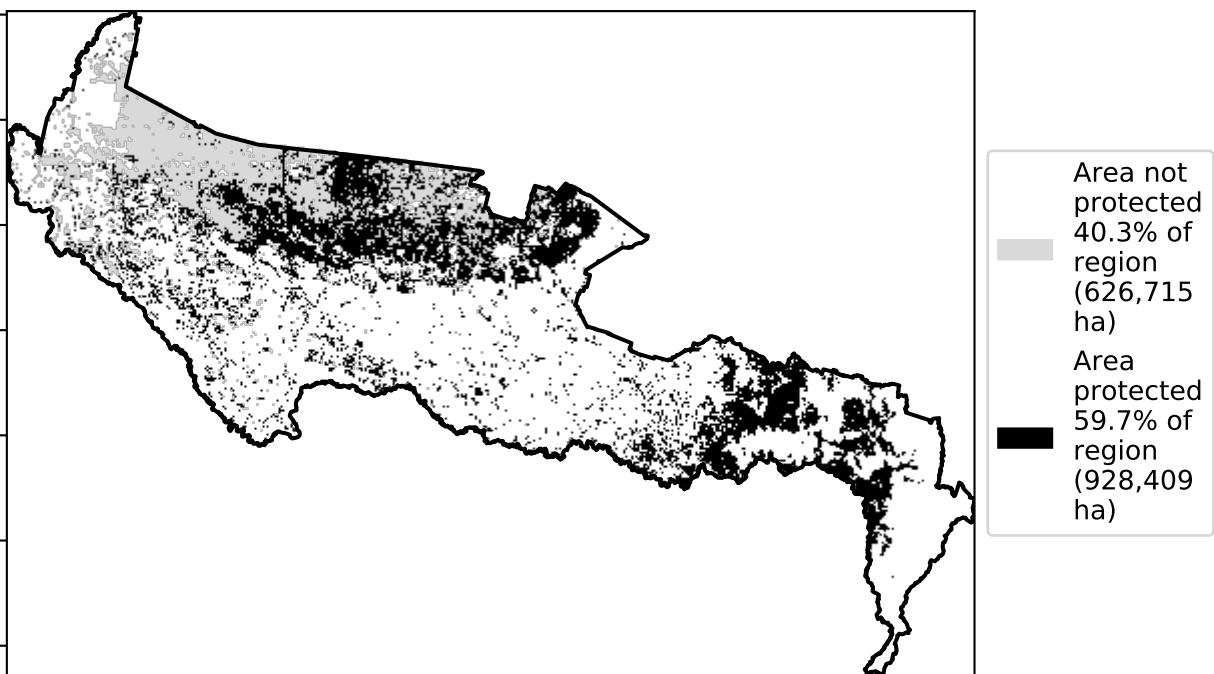 Area not
protected
40.3% of
region
(626,715
ha)
Area
protected
59.7% of
region
(928,409
ha)